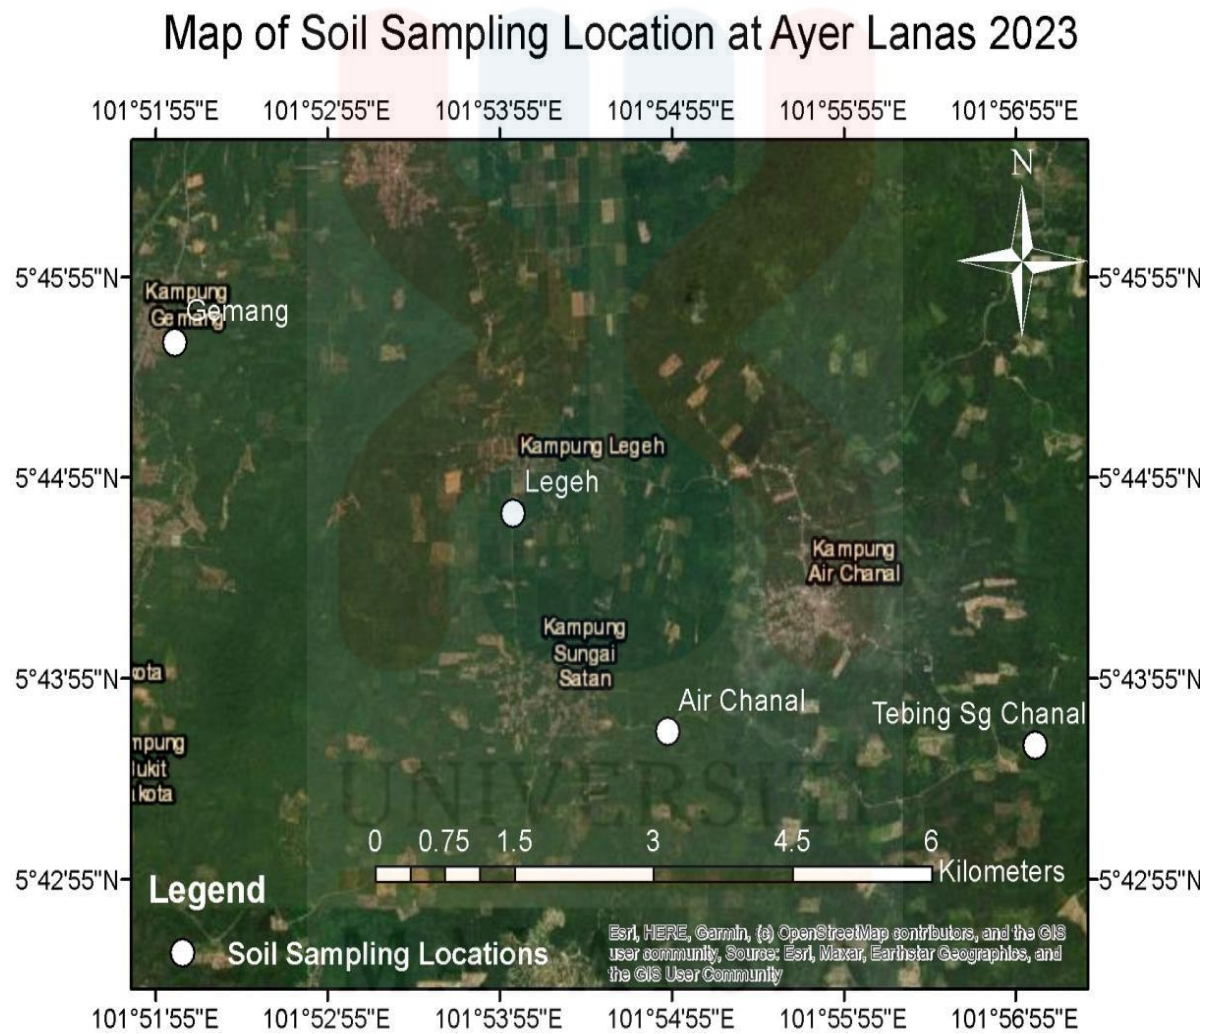 Map of Soil Sampling Location at Ayer Lanas 2023
101°51'55"E 101°52'55"E 101°53'55"E 101°54'55"E 101°55'55"E 101°56'55"E
N
5°45'55"N 5°45'55"N
Kampung
Gemang
Gemang
Kampung Legeh
5°44'55"N 5°44'55"N
Legeh
Kampung
Air Chanal
Kampung
Sungai
Satan
5°43'55"N 5°43'55"N
kota
Air Chanal
Tebing Sg Chanal
mpung
ukit
kota
UNIVERSITI
0 0.75 1.5 3 4.5 6
Kilometers
5°42'55"N 5°42'55"N
Legend
Soil Sampling Locations
Esri, HERE, Garmin, (c) OpenStreetMap contributors, and the GIS
user community, Source: Esri, Maxar, Earthstar Geographics, and
the GIS User Community
101°51'55"E 101°52'55"E 101°53'55"E 101°54'55"E 101°55'55"E 101°56'55"E